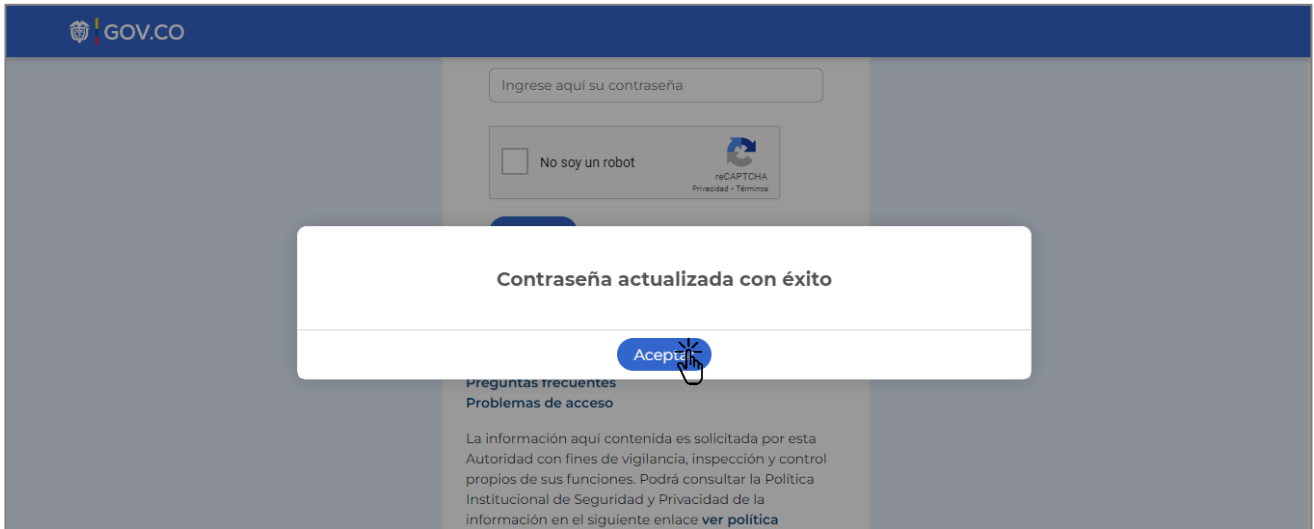 GOV.CO
Ingrese aquí su contraseña
No soy un robot
reCAPTCHA
Privacidad - Términos
Contraseña actualizada con éxito
Preguntas frecuentes
Problemas de acceso
La información aquí contenida es solicitada por esta
Autoridad con fines de vigilancia, inspección y control
propios de sus funciones. Podrá consultar la Política
Institucional de Seguridad y Privacidad de la
información en el siguiente enlace ver política